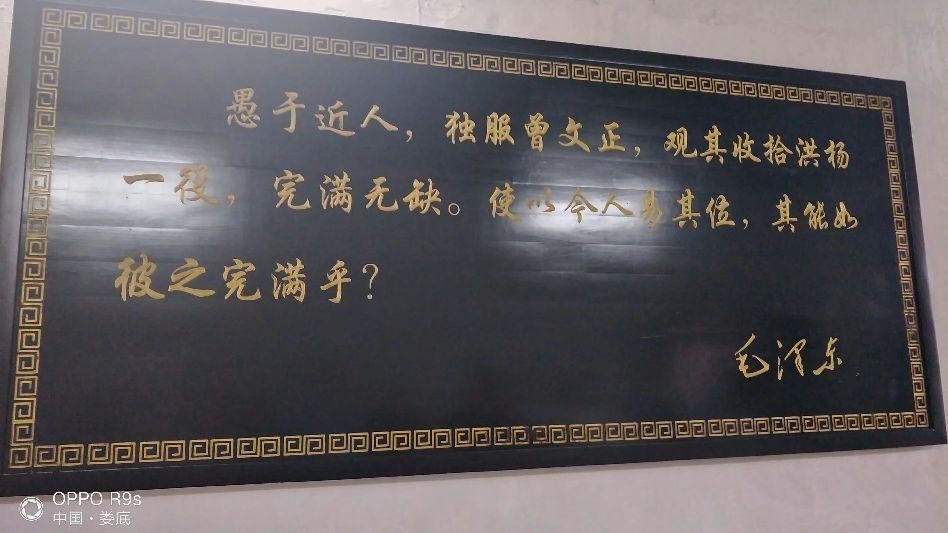 愚于近人，独服曾文正，观其收拾洪杨
一役，完满无缺。使以今人易其位，其能如
彼之完满乎？
毛泽东
OPPO R9s
中国·娄底